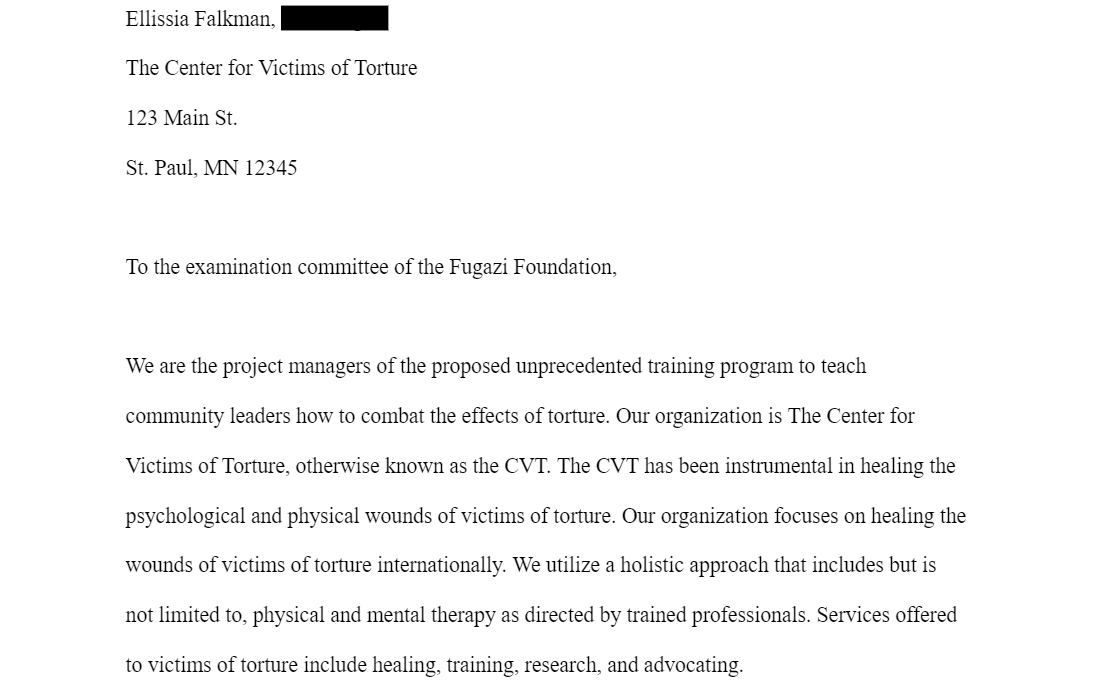 Ellissia Falkman,
The Center for Victims of Torture
123 Main St.
St. Paul, MN 12345
To the examination committee of the Fugazi Foundation,
We are the project managers of the proposed unprecedented training program to teach
community leaders how to combat the effects of torture. Our organization is The Center for
Victims of Torture, otherwise known as the CVT. The CVT has been instrumental in healing the
psychological and physical wounds of victims of torture. Our organization focuses on healing the
wounds of victims of torture internationally. We utilize a holistic approach that includes but is
not limited to, physical and mental therapy as directed by trained professionals. Services offered
to victims of torture include healing, training, research, and advocating.